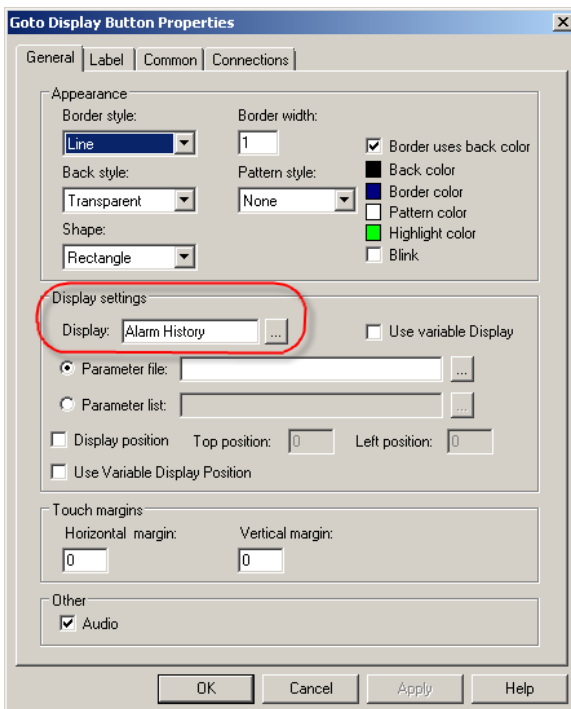 Goto Display Button Properties
General Label Common Connections
Appearance
Border style: Border width:
Line 1 Border uses back color
Back style: Pattern style: Back color
Transparent None Border color
Pattern color
Shape: Highlight color
Rectangle Blink
Display settings
Display: Alarm History ... Use variable Display
Parameter file: ...
Parameter list: ...
Display position Top position: 0 Left position: 0
Use Variable Display Position
Touch margins
Horizontal margin: Vertical margin:
0 0
Other
Audio
OK Cancel Apply Help